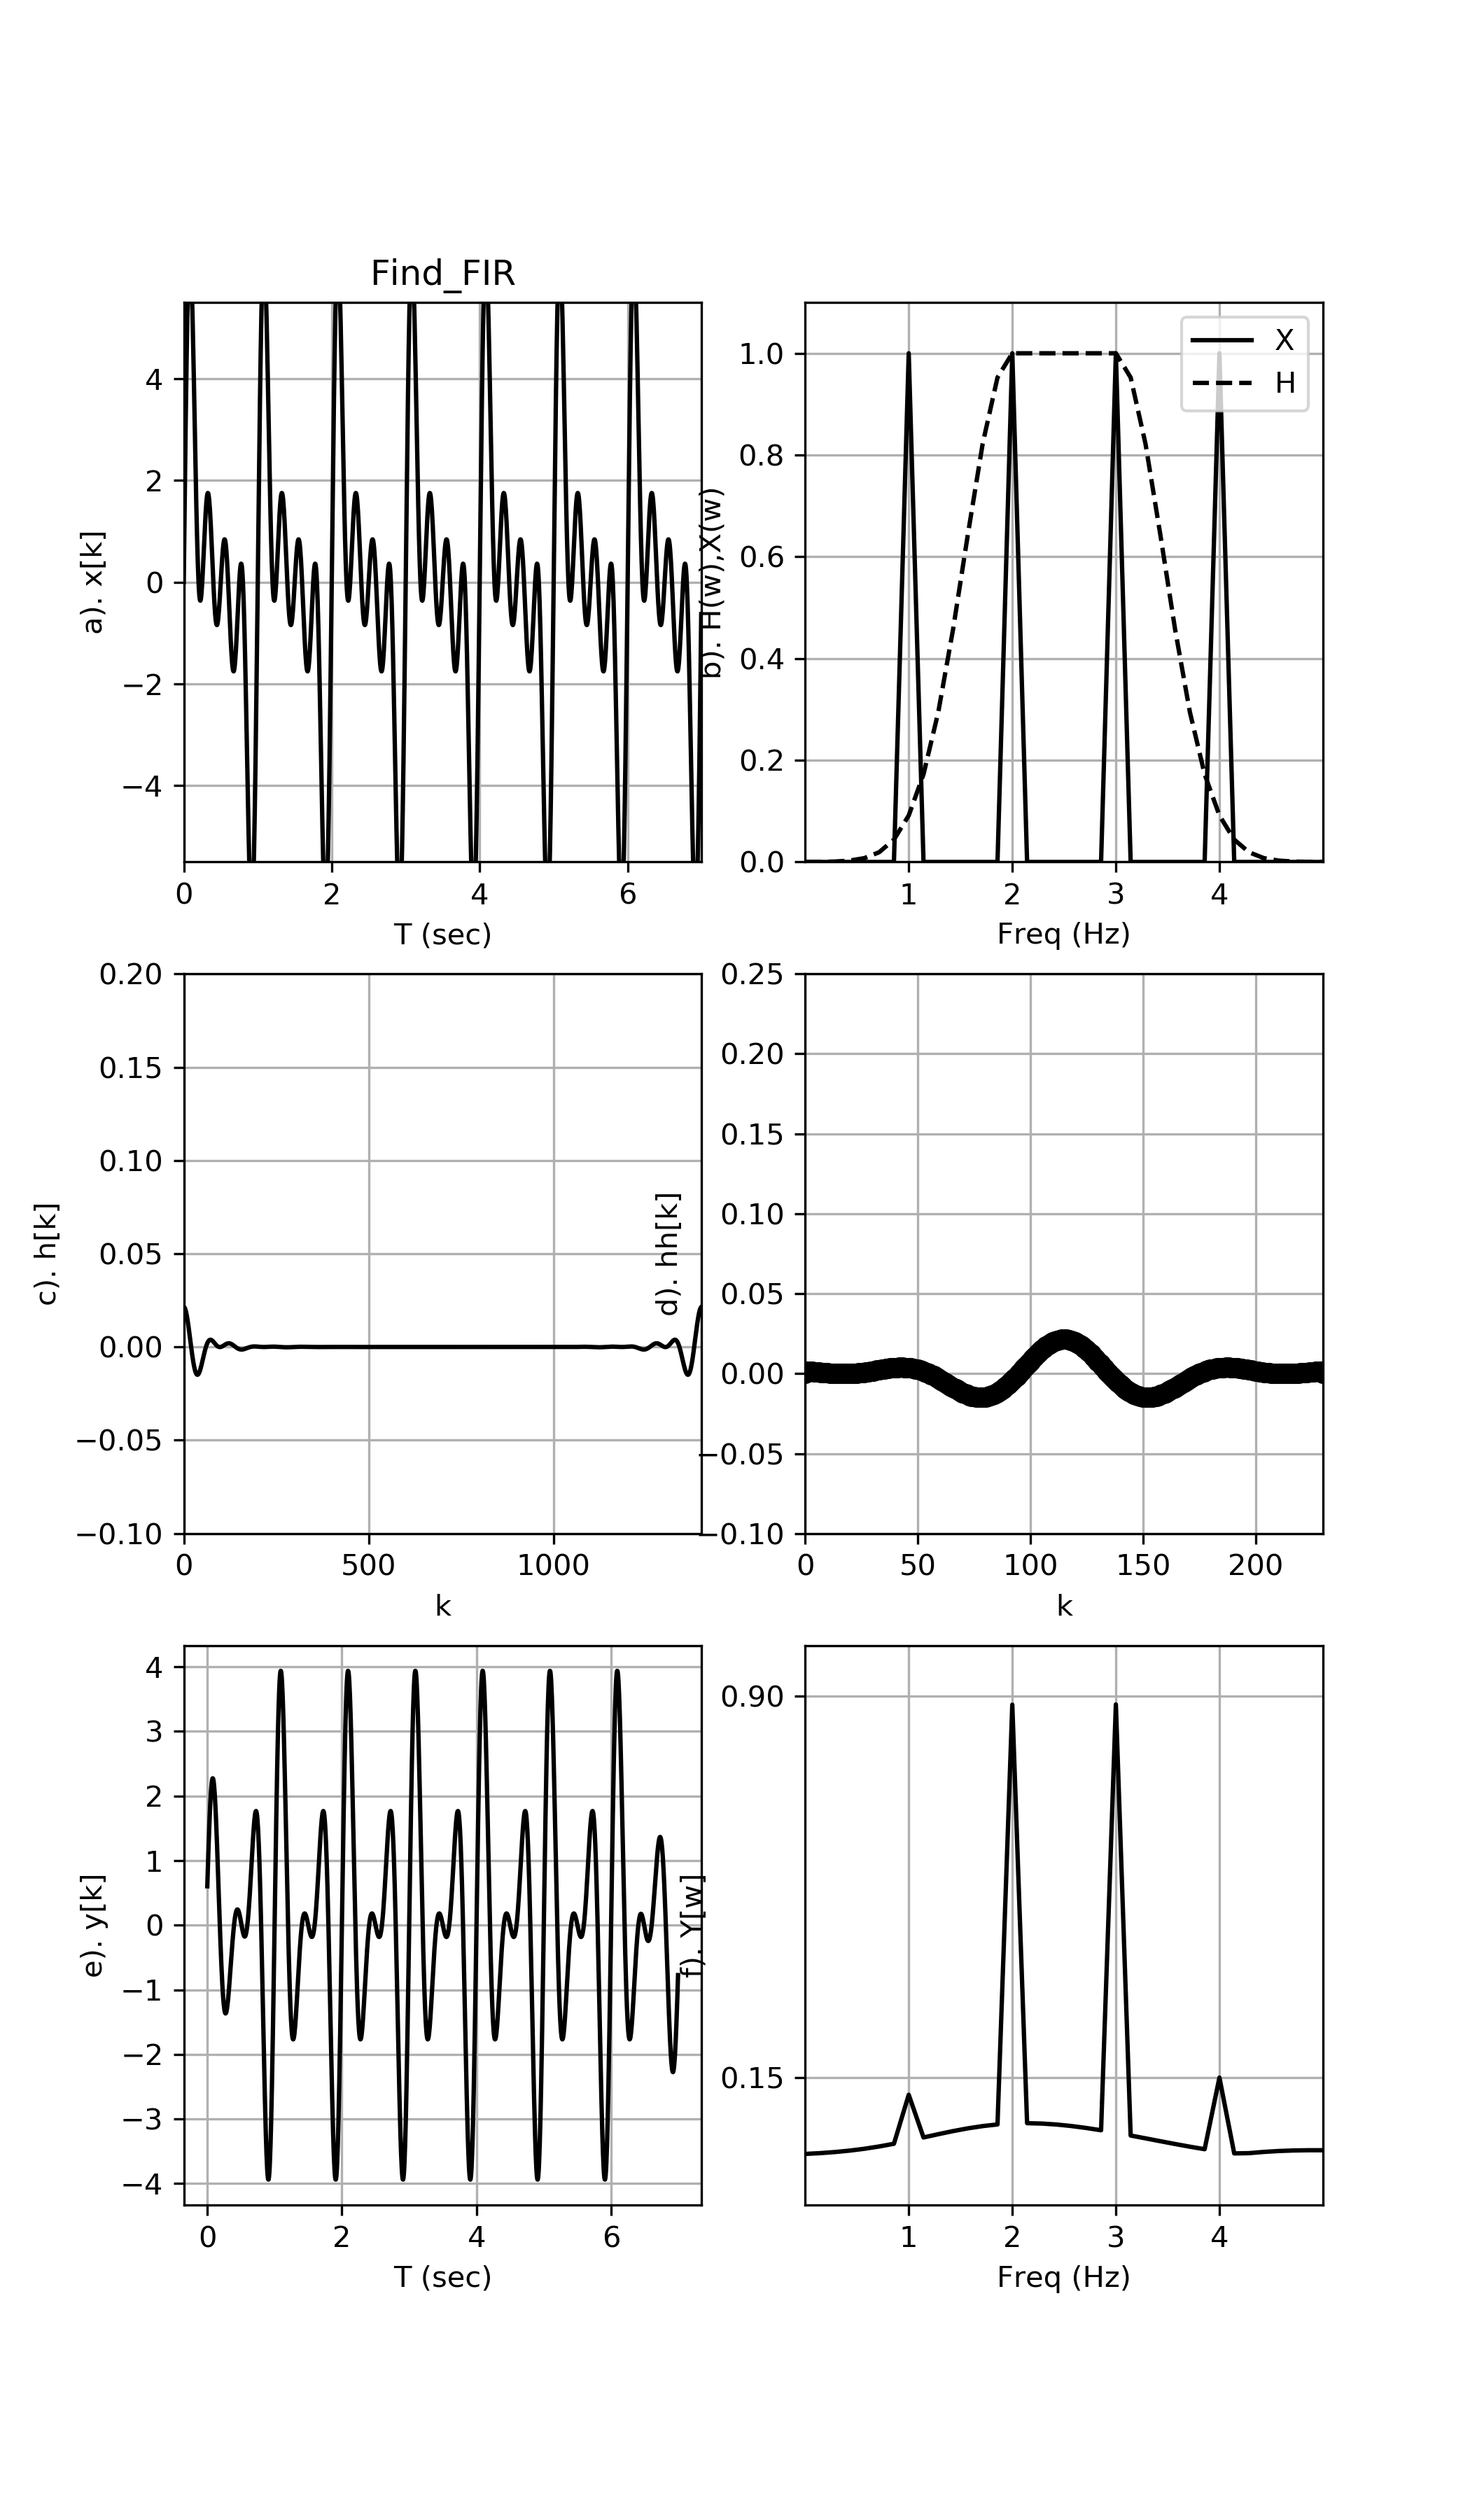 Find_FIR
a). x[k]
4
2
0
−2
−4
0 2 4 6
T (sec)
b). H(w),X(w)
1.0
0.8
0.6
0.4
0.2
0.0
1 2 3 4
Freq (Hz)
X
H
c). h[k]
0.20
0.15
0.10
0.05
0.00
−0.05
−0.10
0 500 1000
k
d). hh[k]
0.25
0.20
0.15
0.10
0.05
0.00
−0.05
−0.10
0 50 100 150 200
k
e). y[k]
4
3
2
1
0
−1
−2
−3
−4
0 2 4 6
T (sec)
f). Y[w]
0.90
0.15
1 2 3 4
Freq (Hz)